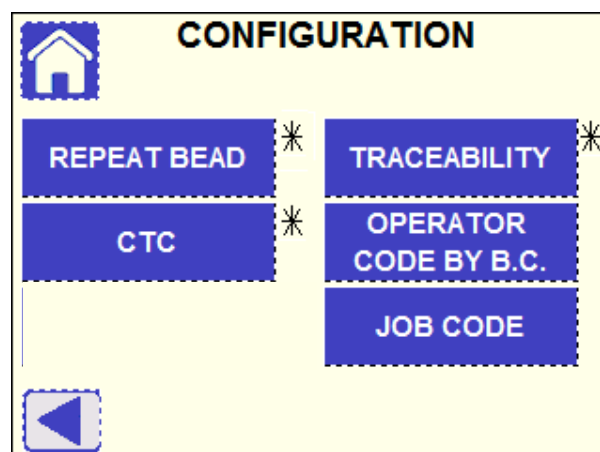 CONFIGURATION
REPEAT BEAD *
TRACEABILITY *
CTC *
OPERATOR
CODE BY B.C.
JOB CODE